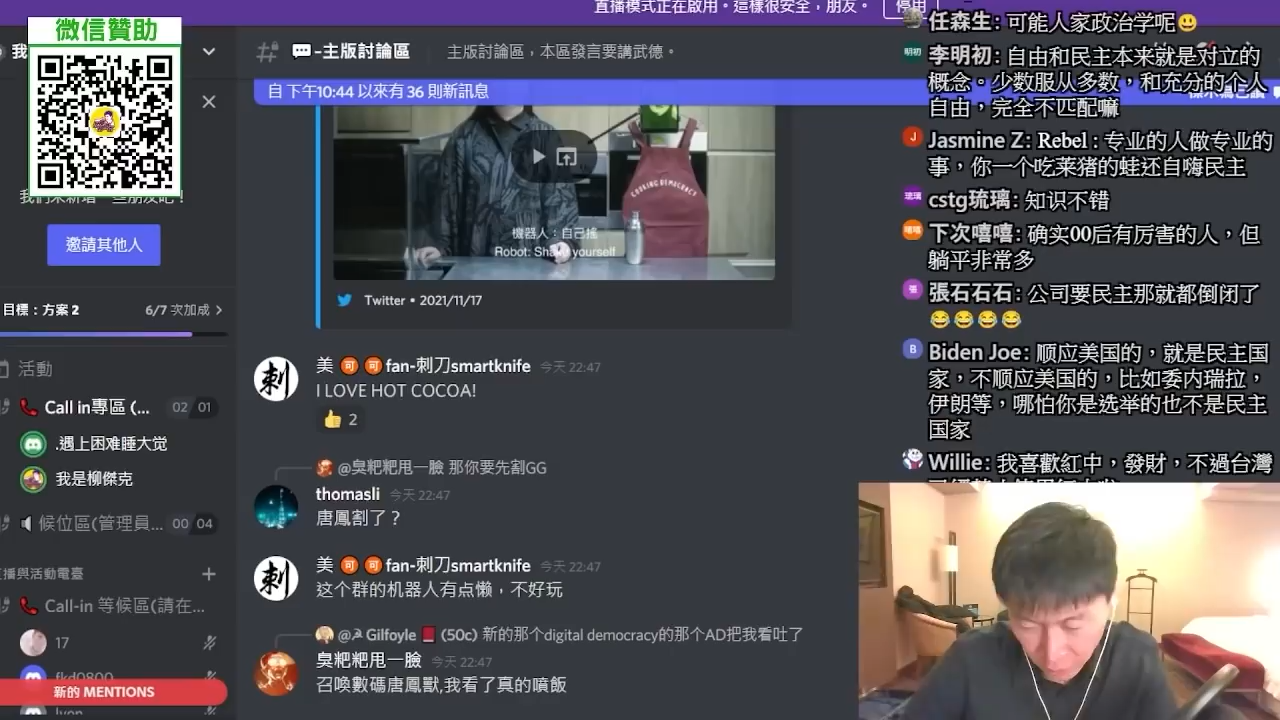 直播模式正在啟用。這樣很安全，朋友。
停用
微信贊助
我
邀請其他人
目標：方案 2
6/7 次加成
活動
Call in專區 (...
02 01
.遇上困难睡大觉
我是柳傑克
候位區(管理員...
00 04
直播與活動電臺
Call-in 等候區(請在...
17
fkd0800
新的 MENTIONS
lyon
-主版討論區
主版討論區，本區發言要講武德。
自 下午10:44 以來有 36 則新訊息
COOKING DEMOCRACY
機器人：自己搖
Robot: Shake yourself
Twitter • 2021/11/17
美 可 可 fan-刺刀smartknife 今天 22:47
I LOVE HOT COCOA!
👍 2
@臭粑粑甩一臉 那你要先割GG
thomasli 今天 22:47
唐鳳割了？
刺
美 可 可 fan-刺刀smartknife 今天 22:47
这个群的机器人有点懒，不好玩
刺
@☭ Gilfoyle (50c) 新的那个digital democracy的那个AD把我看吐了
臭粑粑甩一臉 今天 22:47
召喚數碼唐鳳獸,我看了真的噴飯
任森生: 可能人家政治学呢😃
明初
李明初: 自由和民主本来就是对立的
概念。少数服从多数，和充分的个人
自由，完全不匹配嘛
J
Jasmine Z: Rebel : 专业的人做专业的
事，你一个吃莱猪的蛙还自嗨民主
琉璃
cstg琉璃: 知识不错
嘻嘻
下次嘻嘻: 确实00后有厉害的人，但
躺平非常多
張
張石石石: 公司要民主那就都倒闭了
😂😂😂😂
B
Biden Joe: 顺应美国的，就是民主国
家，不顺应美国的，比如委内瑞拉，
伊朗等，哪怕你是选举的也不是民主
国家
Willie: 我喜歡紅中，發財，不過台灣